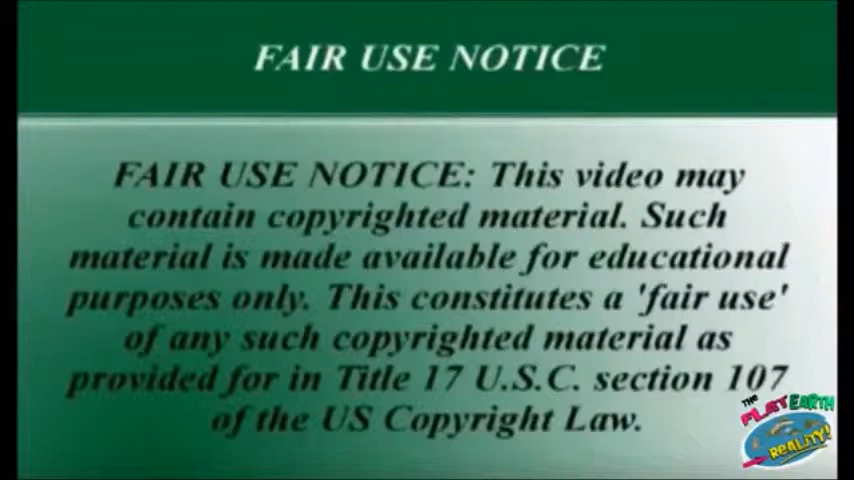 FAIR USE NOTICE
FAIR USE NOTICE: This video may
contain copyrighted material. Such
material is made available for educational
purposes only. This constitutes a 'fair use'
of any such copyrighted material as
provided for in Title 17 U.S.C. section 107
of the US Copyright Law.
THE
FLAT EARTH
REALITY!